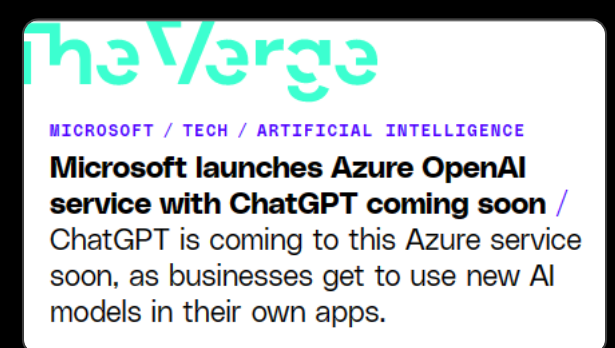 The Verge
MICROSOFT / TECH / ARTIFICIAL INTELLIGENCE
Microsoft launches Azure OpenAI
service with ChatGPT coming soon /
ChatGPT is coming to this Azure service
soon, as businesses get to use new AI
models in their own apps.